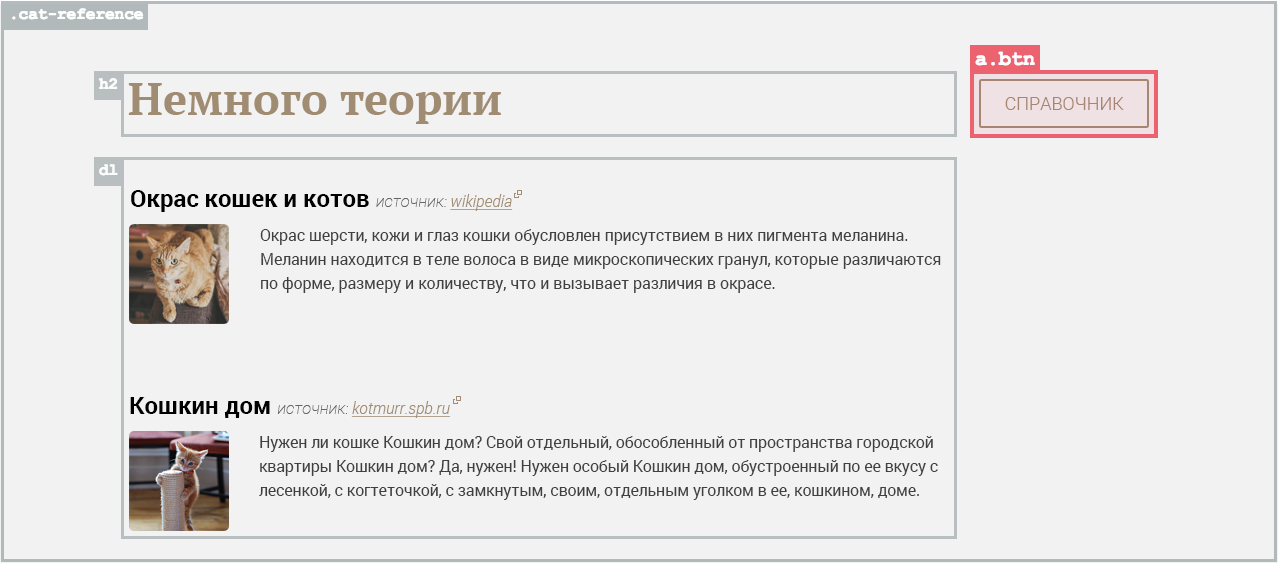 .cat-reference
a.btn
h2
Немного теории
СПРАВОЧНИК
dl
Окрас кошек и котов источник: wikipedia
Окрас шерсти, кожи и глаз кошки обусловлен присутствием в них пигмента меланина.
Меланин находится в теле волоса в виде микроскопических гранул, которые различаются
по форме, размеру и количеству, что и вызывает различия в окрасе.
Кошкин дом источник: kotmurr.spb.ru
Нужен ли кошке Кошкин дом? Свой отдельный, обособленный от пространства городской
квартиры Кошкин дом? Да, нужен! Нужен особый Кошкин дом, обустроенный по ее вкусу с
лесенкой, с когтеточкой, с замкнутым, своим, отдельным уголком в ее, кошкином, доме.